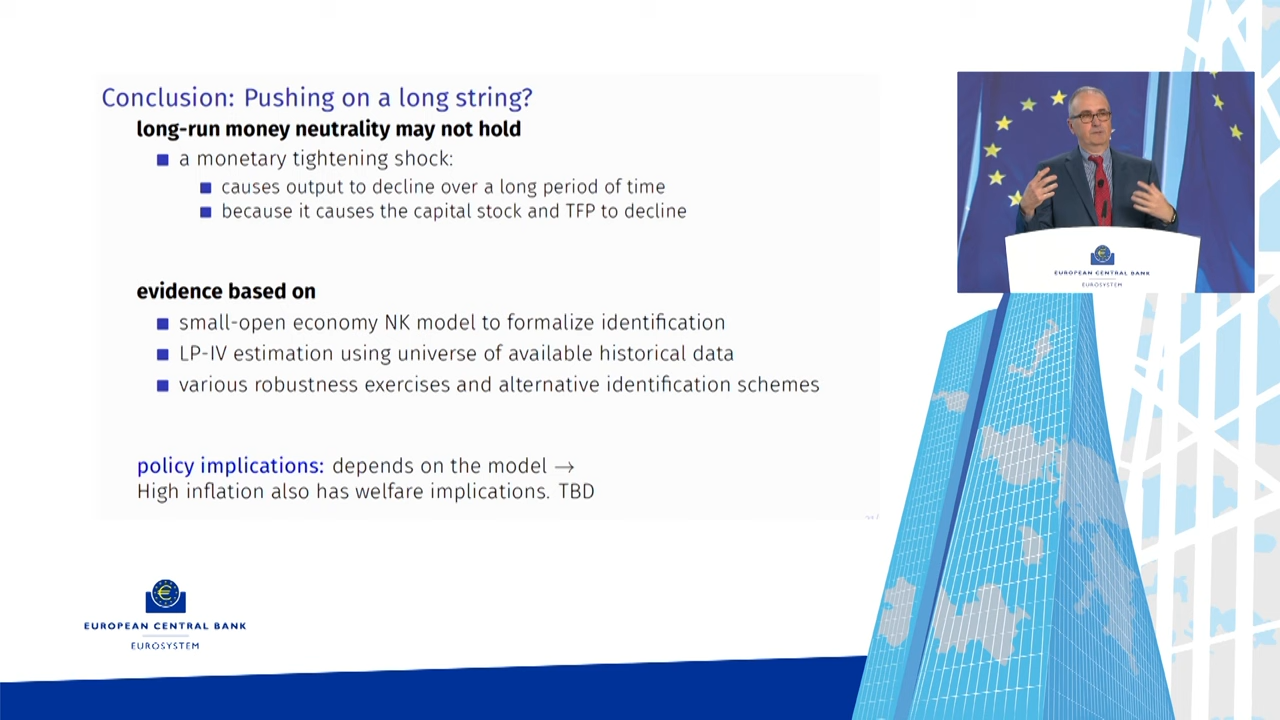 Conclusion: Pushing on a long string?
long-run money neutrality may not hold
a monetary tightening shock:
causes output to decline over a long period of time
because it causes the capital stock and TFP to decline
evidence based on
small-open economy NK model to formalize identification
LP-IV estimation using universe of available historical data
various robustness exercises and alternative identification schemes
policy implications: depends on the model →
High inflation also has welfare implications. TBD
EUROPEAN CENTRAL BANK
EUROSYSTEM
EUROPEAN CENTRAL BANK
EUROSYSTEM